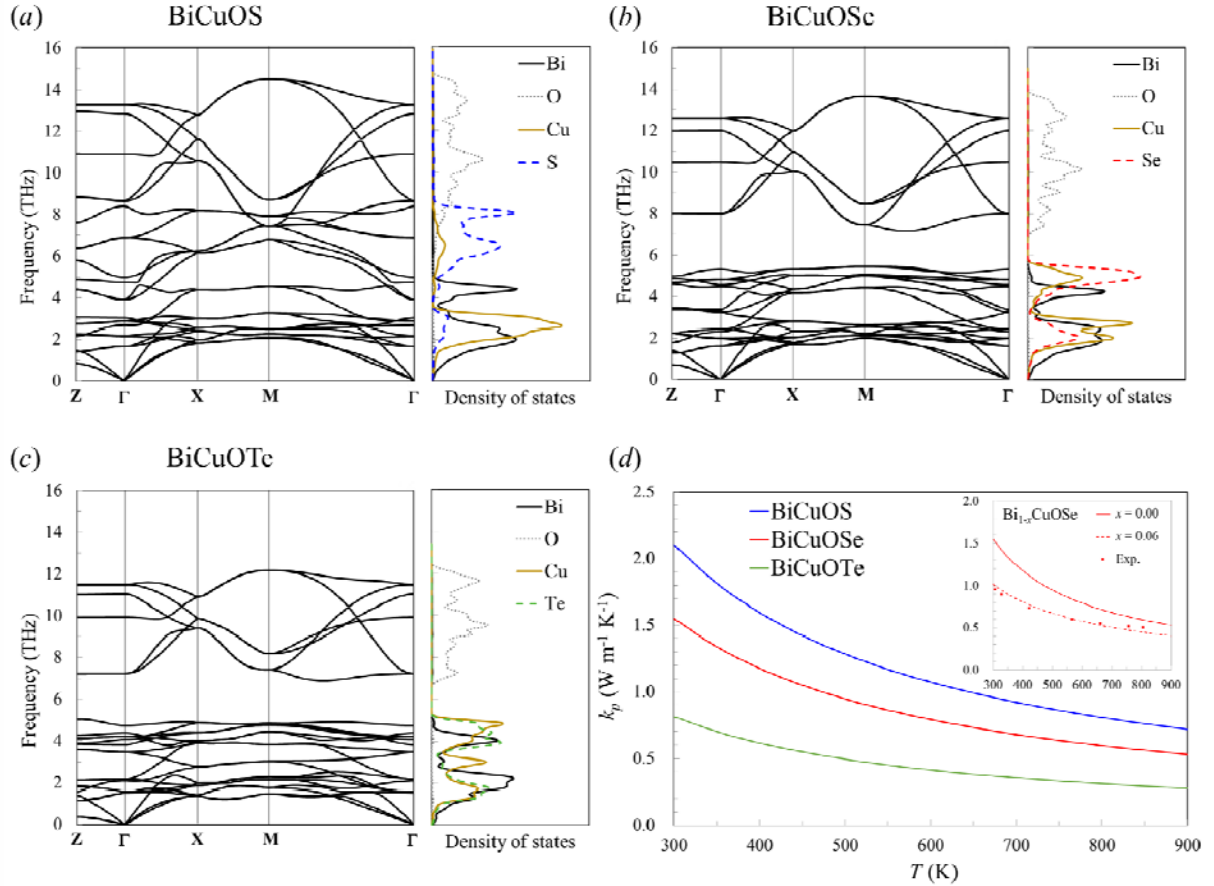 (a) BiCuOS
16
14
12
10
8
6
4
2
0
Frequency (THz)
Z Γ X M Γ
Bi
O
Cu
S
Density of states
(b) BiCuOSe
16
14
12
10
8
6
4
2
0
Frequency (THz)
Z Γ X M Γ
Bi
O
Cu
Se
Density of states
(c) BiCuOTe
16
14
12
10
8
6
4
2
0
Frequency (THz)
Z Γ X M Γ
Bi
O
Cu
Te
Density of states
(d)
2.5
2.0
1.5
1.0
0.5
0.0
kp (W m-1 K-1)
BiCuOS
BiCuOSe
BiCuOTe
300 400 500 600 700 800 900
T (K)
2.0
1.5
1.0
0.5
0.0
Bi1-xCuOSe
x = 0.00
x = 0.06
Exp.
300 400 500 600 700 800 900